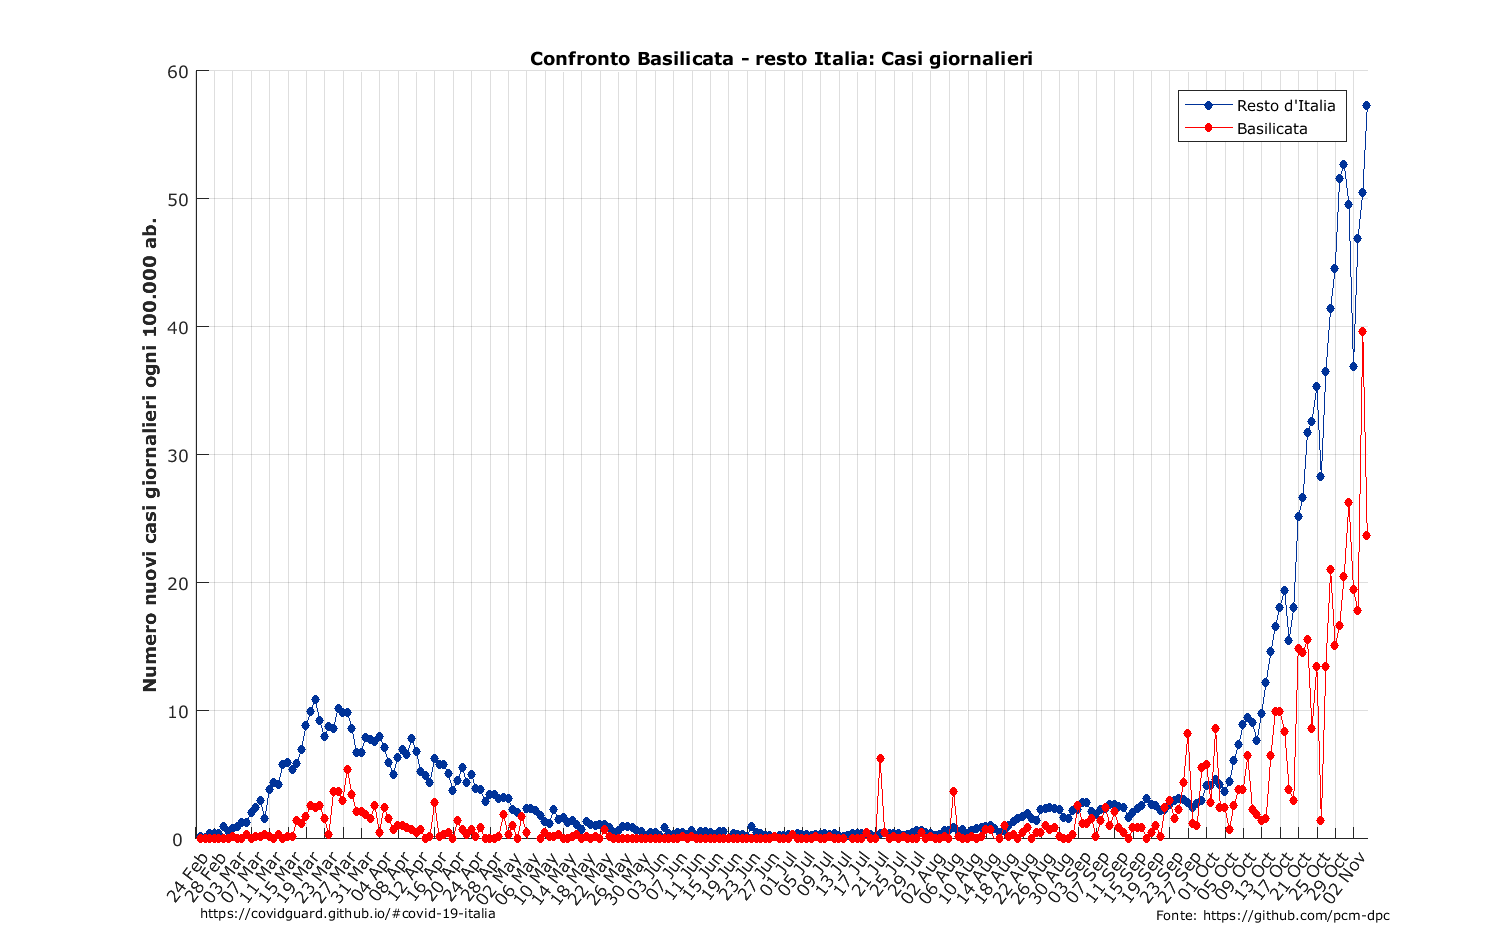 Confronto Basilicata - resto Italia: Casi giornalieri
Resto d'Italia
Basilicata
Numero nuovi casi giornalieri ogni 100.000 ab.
60
50
40
30
20
10
0
24 Feb
28 Feb
03 Mar
07 Mar
11 Mar
15 Mar
19 Mar
23 Mar
27 Mar
31 Mar
04 Apr
08 Apr
12 Apr
16 Apr
20 Apr
24 Apr
28 Apr
02 May
06 May
10 May
14 May
18 May
22 May
26 May
30 May
03 Jun
07 Jun
11 Jun
15 Jun
19 Jun
23 Jun
27 Jun
01 Jul
05 Jul
09 Jul
13 Jul
17 Jul
21 Jul
25 Jul
29 Jul
02 Aug
06 Aug
10 Aug
14 Aug
18 Aug
22 Aug
26 Aug
30 Aug
03 Sep
07 Sep
11 Sep
15 Sep
19 Sep
23 Sep
27 Sep
01 Oct
05 Oct
09 Oct
13 Oct
17 Oct
21 Oct
25 Oct
29 Oct
02 Nov
https://covidguard.github.io/#covid-19-italia
Fonte: https://github.com/pcm-dpc